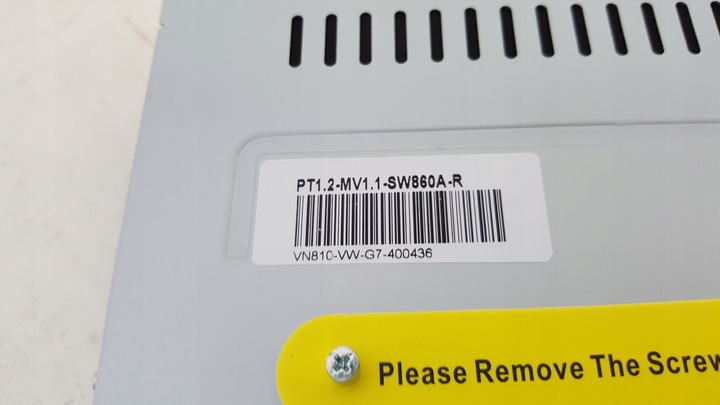 PT1.2-MV1.1-SW860A-R
VN810-VW-G7-400436
Please Remove The Screw